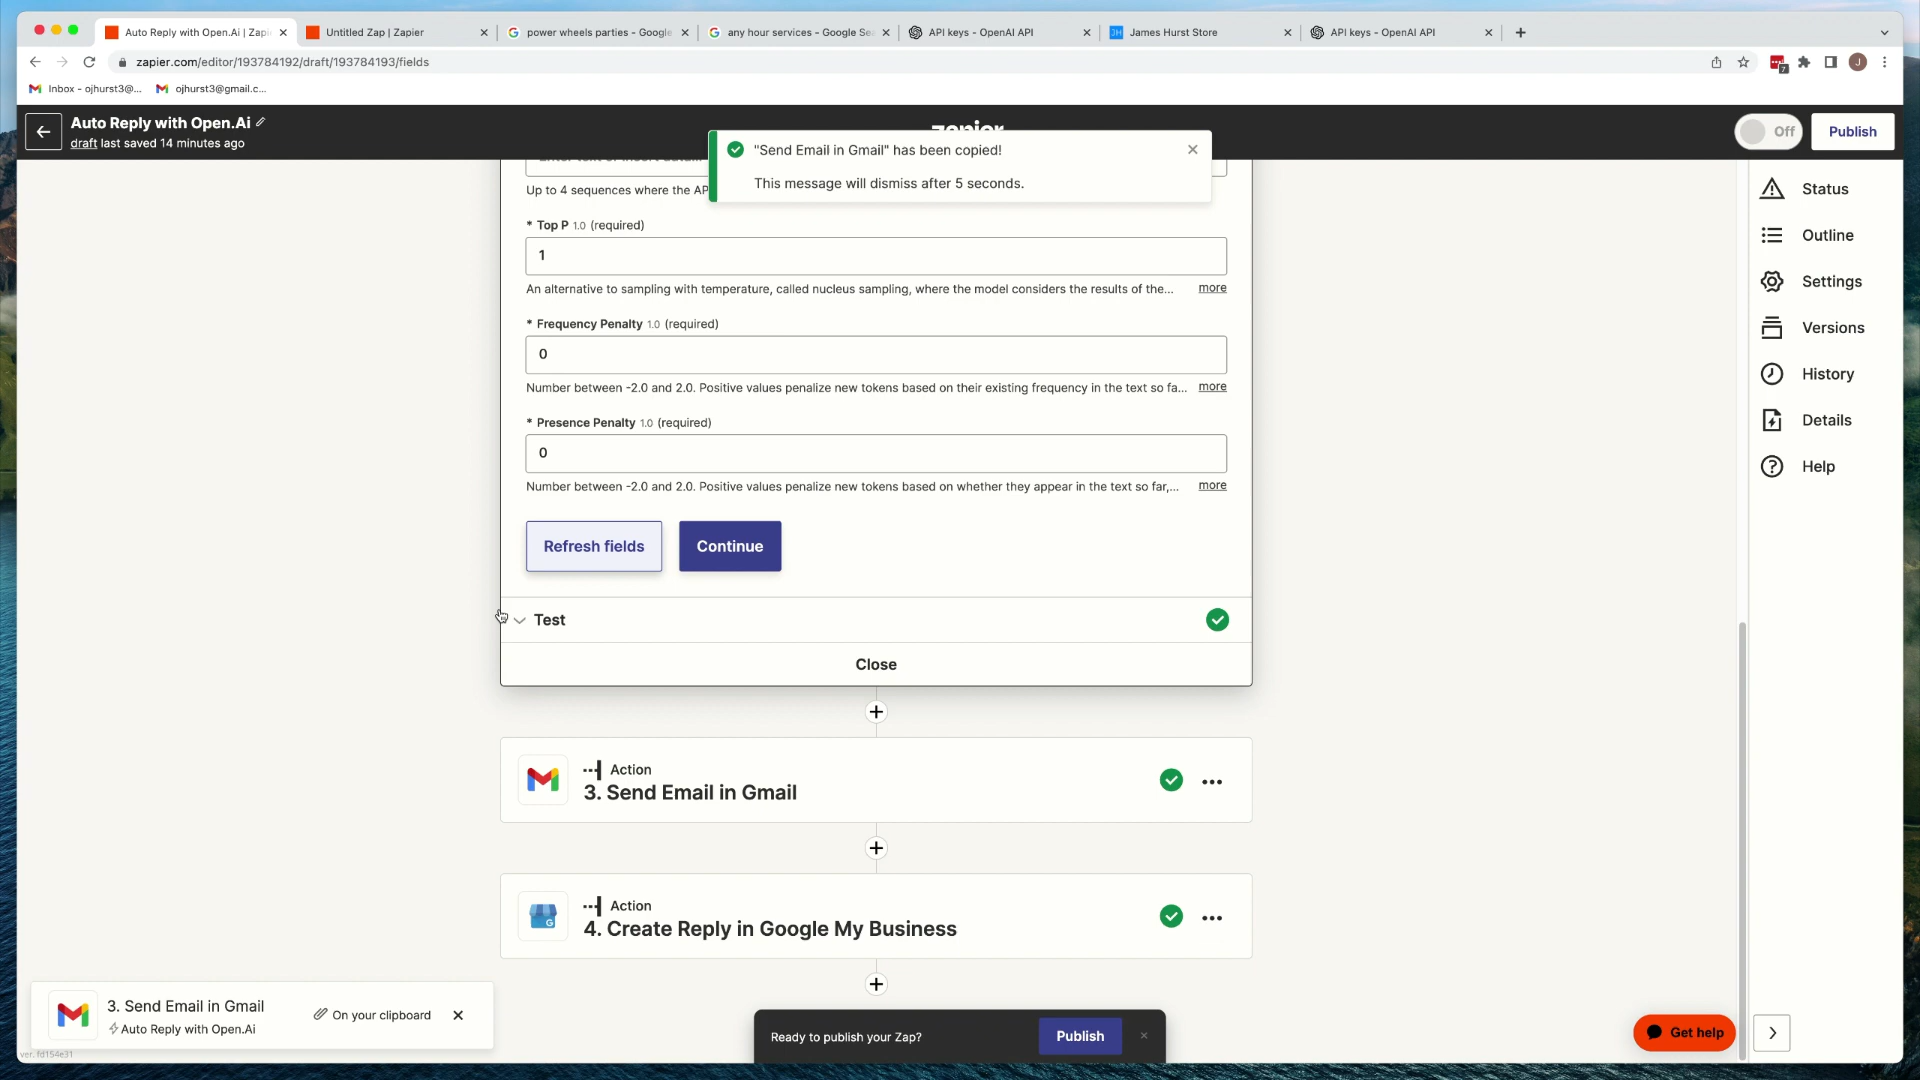 Auto Reply with Open.Ai | Zapie
Untitled Zap | Zapier
power wheels parties - Google
any hour services - Google Sea
API keys - OpenAI API
James Hurst Store
API keys - OpenAI API
zapier.com/editor/193784192/draft/193784193/fields
7
J
Inbox - ojhurst3@...
ojhurst3@gmail.c...
Auto Reply with Open.Ai
draft last saved 14 minutes ago
zapier
Off
Publish
"Send Email in Gmail" has been copied!
This message will dismiss after 5 seconds.
Up to 4 sequences where the AP
* Top P 1.0 (required)
1
An alternative to sampling with temperature, called nucleus sampling, where the model considers the results of the...
more
* Frequency Penalty 1.0 (required)
0
Number between -2.0 and 2.0. Positive values penalize new tokens based on their existing frequency in the text so fa...
more
* Presence Penalty 1.0 (required)
0
Number between -2.0 and 2.0. Positive values penalize new tokens based on whether they appear in the text so far,...
more
Refresh fields
Continue
Test
Close
Action
3. Send Email in Gmail
Action
4. Create Reply in Google My Business
Status
Outline
Settings
Versions
History
Details
Help
3. Send Email in Gmail
Auto Reply with Open.Ai
On your clipboard
Ready to publish your Zap?
Publish
Get help
ver. fd154e31